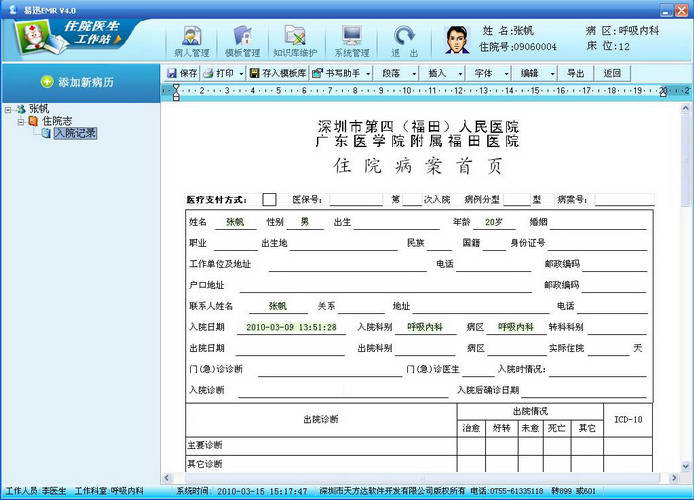 易迅EMR V4.0
住院医生
工作站
病人管理 模板管理 知识库维护 系统管理 退 出
姓 名:张帆 病 区:呼吸内科
住院号:09060004 床 位:12
添加新病历
保存 打印 存入模板库 书写助手 段落 插入 字体 编辑 导出 返回
张帆
住院志
入院记录
深圳市第四（福田）人民医院
广东医学院附属福田医院
住院病案首页
医疗支付方式: 医保号: 第 次入院 病例分型 型 病案号:
姓名 张帆 性别 男 出生 年龄 20岁 婚姻
职业 出生地 民族 国籍 身份证号
工作单位及地址 电话 邮政编码
户口地址 邮政编码
联系人姓名 张帆 关系 地址 电话
入院日期 2010-03-09 13:51:28 入院科别 呼吸内科 病区 呼吸内科 转科科别
出院日期 出院科别 病区 实际住院 天
门(急)诊诊断 门(急)诊医生 入院时情况:
入院诊断 入院后确诊日期
出院诊断 出院情况 ICD-10
治愈 好转 未愈 死亡 其它
主要诊断
其它诊断
工作人员:李医生 工作科室:呼吸内科 系统时间: 2010-03-15 15:17:47 深圳市天方达软件开发有限公司版权所有 电话:0755-61335118 转899 或601